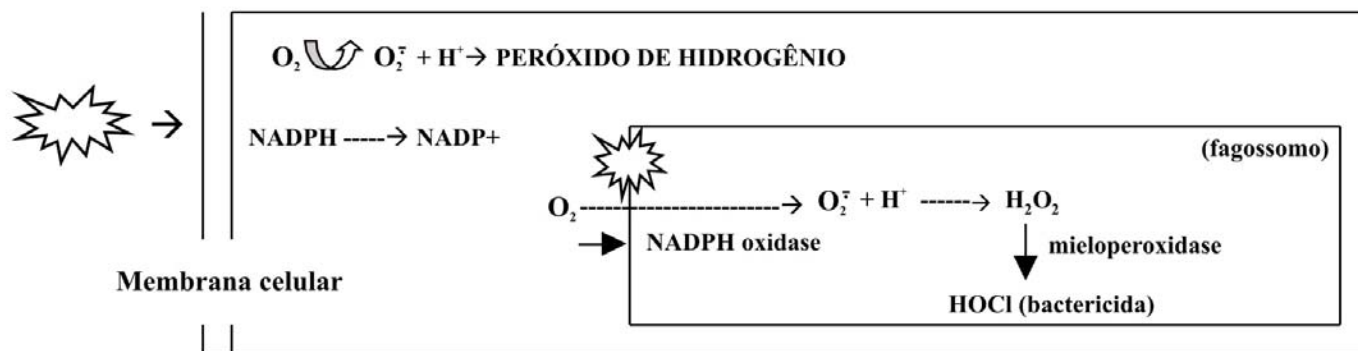 O₂ O₂⁻ + H⁺→ PERÓXIDO DE HIDROGÊNIO
NADPH -----→ NADP+
(fagossomo)
O₂ -----------------------→ O₂⁻ + H⁺ ------→ H₂O₂
NADPH oxidase
mieloperoxidase
Membrana celular
HOCl (bactericida)